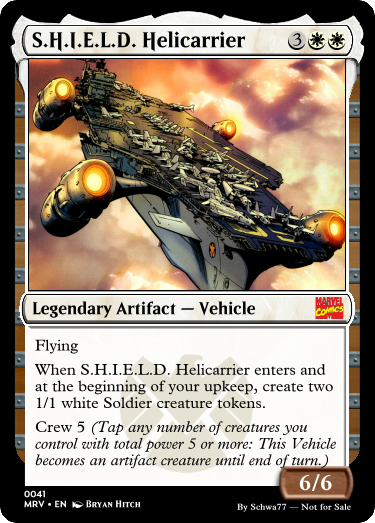 S.H.I.E.L.D. Helicarrier 3
Legendary Artifact — Vehicle
MARVEL
COMICS
Flying
When S.H.I.E.L.D. Helicarrier enters and
at the beginning of your upkeep, create two
1/1 white Soldier creature tokens.
Crew 5 (Tap any number of creatures you
control with total power 5 or more: This Vehicle
becomes an artifact creature until end of turn.)
6/6
0041
MRV • EN Bryan Hitch
By Schwa77 — Not for Sale